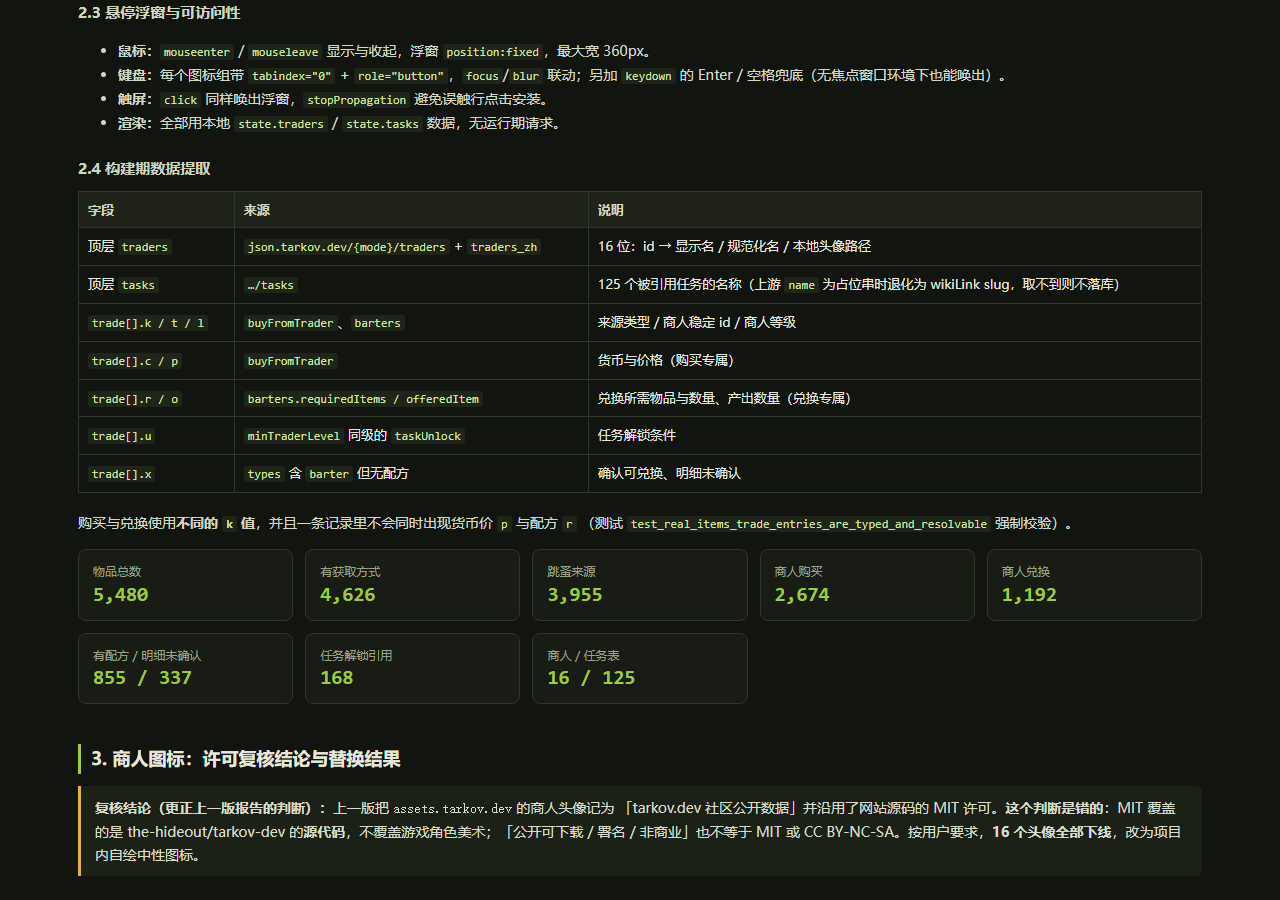 2.3 悬停浮窗与可访问性
• 鼠标：mouseenter / mouseleave 显示与收起，浮窗 position:fixed，最大宽 360px。
• 键盘：每个图标组带 tabindex="0" + role="button"，focus/blur 联动；另加 keydown 的 Enter / 空格兜底（无焦点窗口环境下也能唤出）。
• 触屏：click 同样唤出浮窗，stopPropagation 避免误触行点击安装。
• 渲染：全部用本地 state.traders / state.tasks 数据，无运行期请求。
2.4 构建期数据提取
字段 来源 说明
顶层 traders json.tarkov.dev/{mode}/traders + traders_zh 16 位：id → 显示名 / 规范化名 / 本地头像路径
顶层 tasks …/tasks 125 个被引用任务的名称（上游 name 为占位串时退化为 wikiLink slug，取不到则不落库）
trade[].k / t / l buyFromTrader、barters 来源类型 / 商人稳定 id / 商人等级
trade[].c / p buyFromTrader 货币与价格（购买专属）
trade[].r / o barters.requiredItems / offeredItem 兑换所需物品与数量、产出数量（兑换专属）
trade[].u minTraderLevel 同级的 taskUnlock 任务解锁条件
trade[].x types 含 barter 但无配方 确认可兑换、明细未确认
购买与兑换使用不同的 k 值，并且一条记录里不会同时出现货币价 p 与配方 r （测试 test_real_items_trade_entries_are_typed_and_resolvable 强制校验）。
物品总数 有获取方式 跳蚤来源 商人购买 商人兑换
5,480 4,626 3,955 2,674 1,192
有配方 / 明细未确认 任务解锁引用 商人 / 任务表
855 / 337 168 16 / 125
3. 商人图标：许可复核结论与替换结果
复核结论（更正上一版报告的判断）：上一版把 assets.tarkov.dev 的商人头像记为 「tarkov.dev 社区公开数据」并沿用了网站源码的 MIT 许可。这个判断是错的：MIT 覆盖
的是 the-hideout/tarkov-dev 的源代码，不覆盖游戏角色美术；「公开可下载 / 署名 / 非商业」也不等于 MIT 或 CC BY-NC-SA。按用户要求，16 个头像全部下线，改为项目
内自绘中性图标。